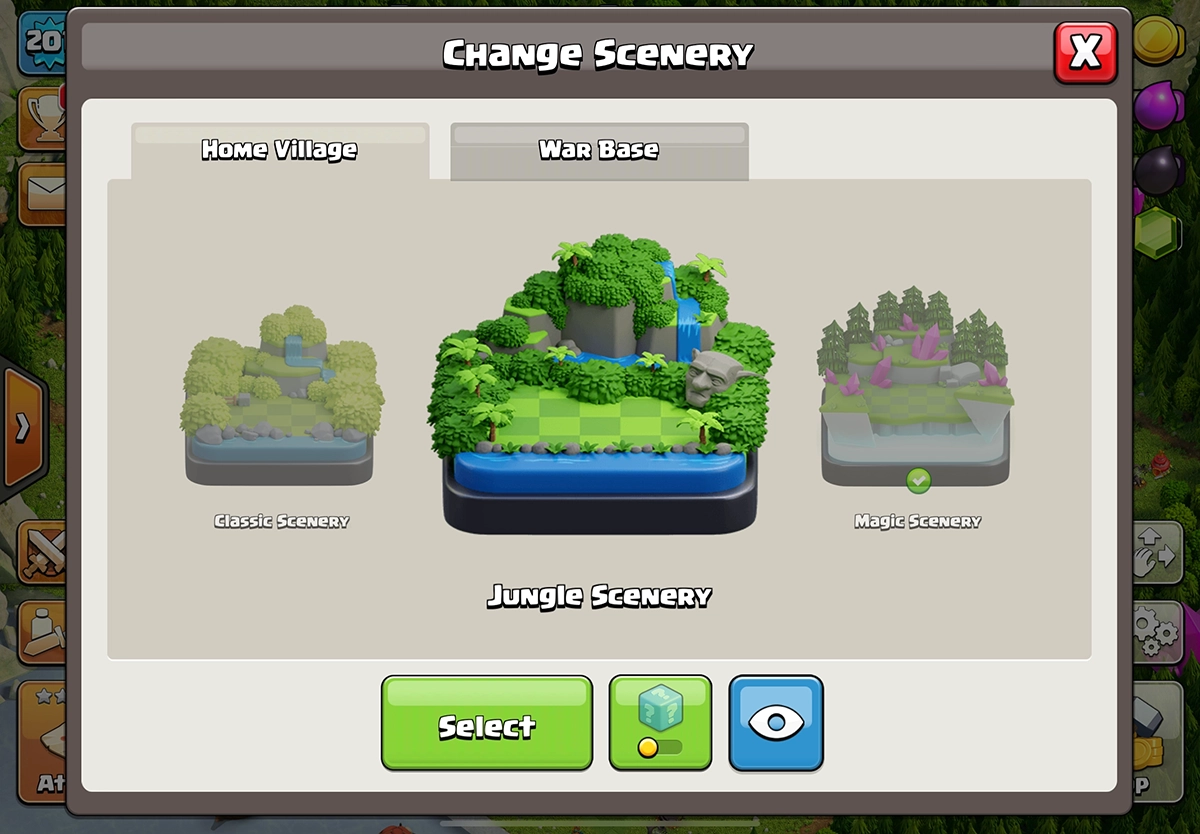 Change Scenery
X
Home Village
War Base
Classic Scenery
Magic Scenery
Jungle Scenery
Select